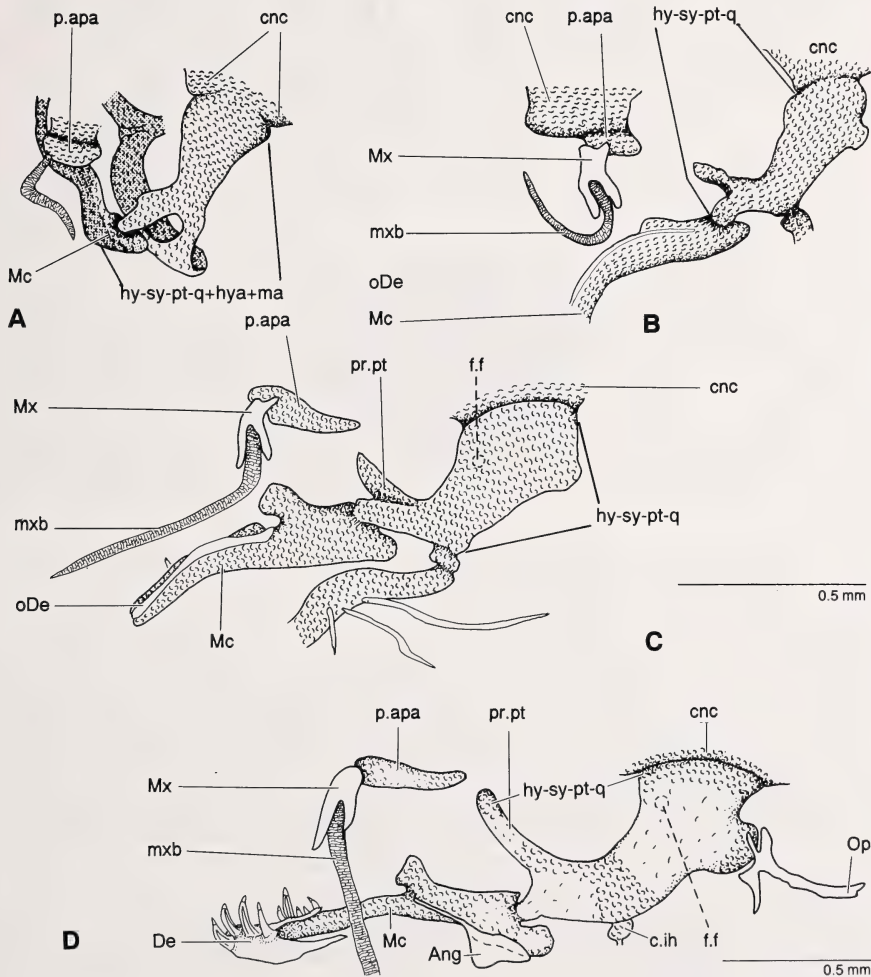 p.apa
cnc
Mc
hy-sy-pt-q+hya+ma
A
cnc
p.apa
hy-sy-pt-q
cnc
Mx
mxb
oDe
Mc
B
p.apa
pr.pt
f.f
cnc
Mx
mxb
hy-sy-pt-q
oDe
Mc
0.5 mm
C
p.apa
pr.pt
cnc
Mx
hy-sy-pt-q
mxb
Op
De
Mc
Ang
c.ih
f.f
D
0.5 mm